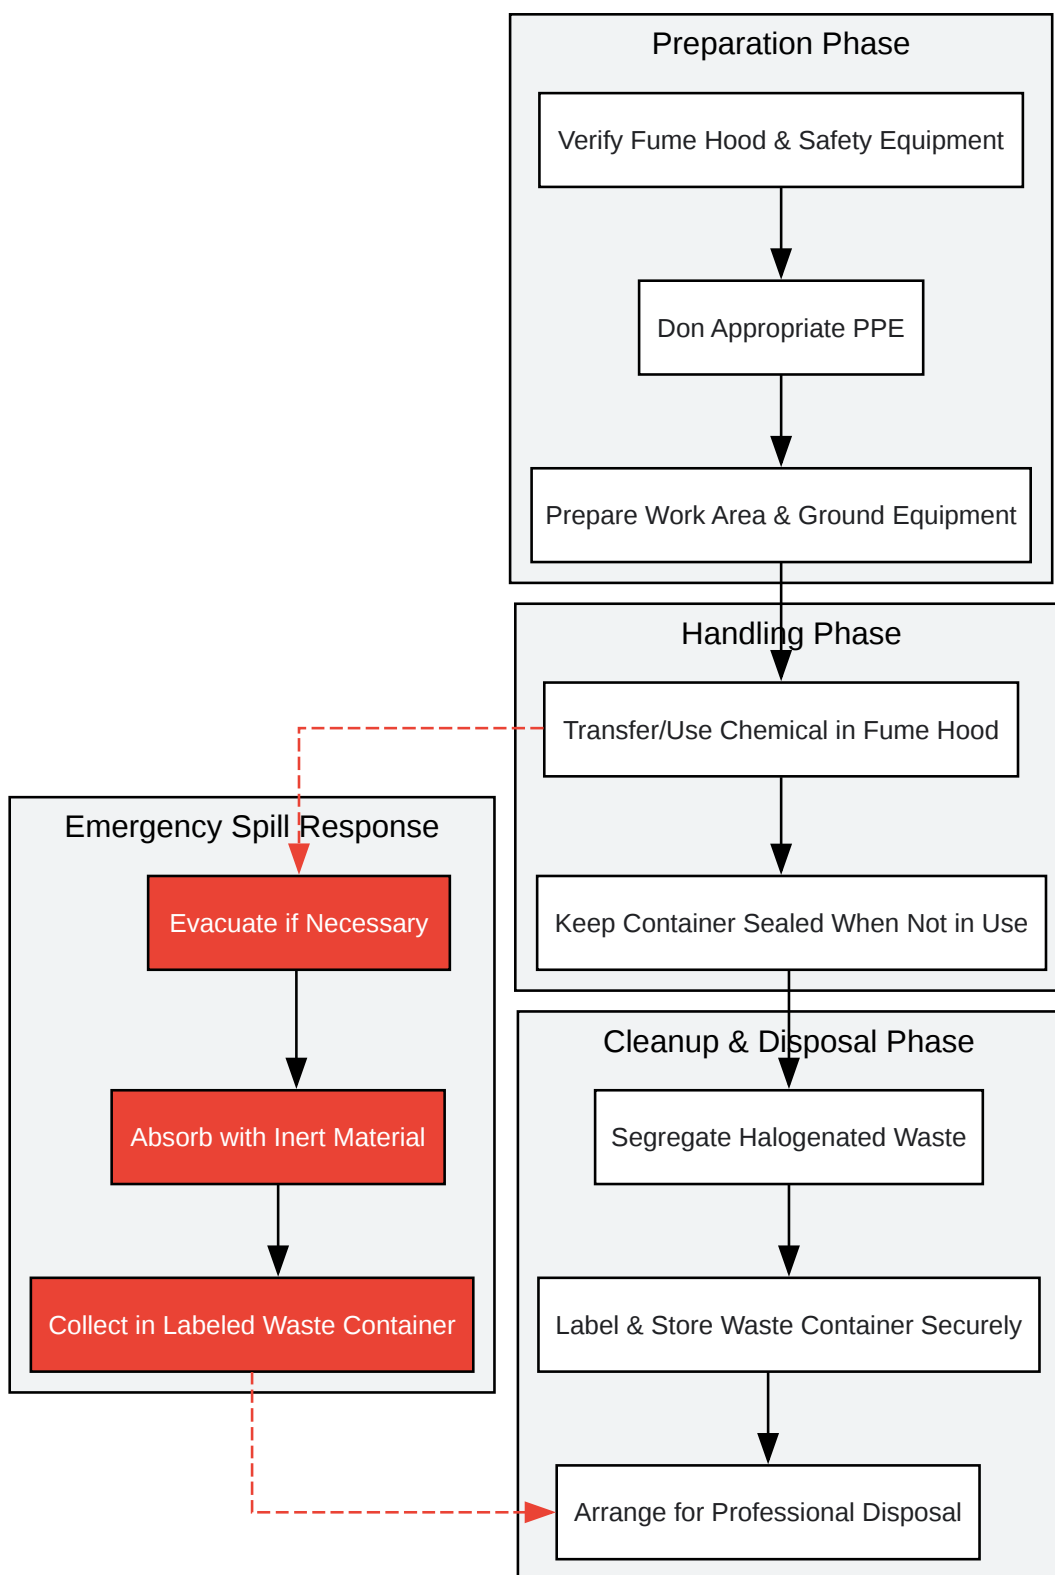 Preparation Phase
Verify Fume Hood & Safety Equipment
Don Appropriate PPE
Prepare Work Area & Ground Equipment
Handling Phase
Transfer/Use Chemical in Fume Hood
Keep Container Sealed When Not in Use
Emergency Spill Response
Evacuate if Necessary
Absorb with Inert Material
Collect in Labeled Waste Container
Cleanup & Disposal Phase
Segregate Halogenated Waste
Label & Store Waste Container Securely
Arrange for Professional Disposal